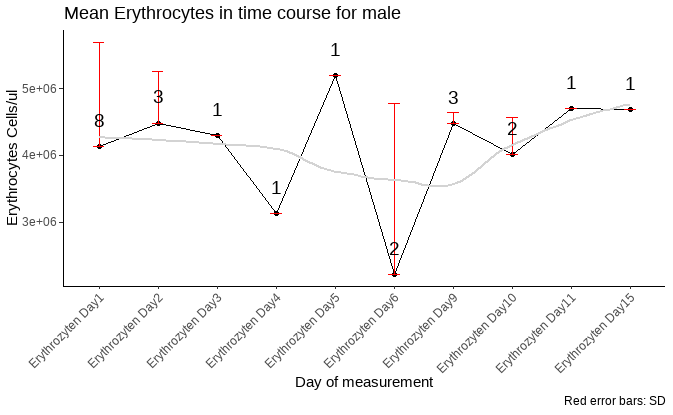 Mean Erythrocytes in time course for male
Erythrocytes Cells/ul
5e+06
4e+06
3e+06
8
3
1
1
1
2
3
2
1
1
Erythrozyten Day1
Erythrozyten Day2
Erythrozyten Day3
Erythrozyten Day4
Erythrozyten Day5
Erythrozyten Day6
Erythrozyten Day9
Erythrozyten Day10
Erythrozyten Day11
Erythrozyten Day15
Day of measurement
Red error bars: SD